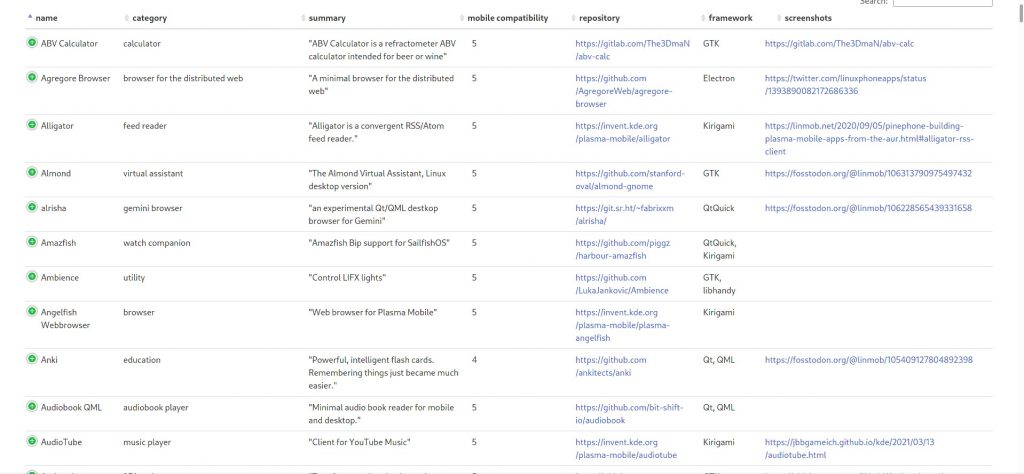 Search:
name category summary mobile compatibility repository framework screenshots
ABV Calculator calculator "ABV Calculator is a refractometer ABV 5 https://gitlab.com/The3DmaN GTK https://gitlab.com/The3DmaN/abv-calc
calculator intended for beer or wine" /abv-calc
Agregore Browser browser for the distributed web "A minimal browser for the distributed 5 https://github.com Electron https://twitter.com/linuxphoneapps/status
web" /AgregoreWeb/agregore- /1393890082172686336
browser
Alligator feed reader "Alligator is a convergent RSS/Atom 5 https://invent.kde.org Kirigami https://linmob.net/2020/09/05/pinephone-building-
feed reader." /plasma-mobile/alligator plasma-mobile-apps-from-the-aur.html#alligator-rss-
client
Almond virtual assistant "The Almond Virtual Assistant, Linux 5 https://github.com/stanford- GTK https://fosstodon.org/@linmob/106313790975497432
desktop version" oval/almond-gnome
alrisha gemini browser "an experimental Qt/QML destkop 5 https://git.sr.ht/~fabrixxm QtQuick https://fosstodon.org/@linmob/106228565439331658
browser for Gemini" /alrisha/
Amazfish watch companion "Amazfish Bip support for SailfishOS" 5 https://github.com/piggz QtQuick,
/harbour-amazfish Kirigami
Ambience utility "Control LIFX lights" 5 https://github.com GTK,
/LukaJankovic/Ambience libhandy
Angelfish browser "Web browser for Plasma Mobile" 5 https://invent.kde.org Kirigami
Webbrowser /plasma-mobile/plasma-
angelfish
Anki education "Powerful, intelligent flash cards. 4 https://github.com Qt, QML https://fosstodon.org/@linmob/105409127804892398
Remembering things just became much /ankitects/anki
easier."
Audiobook QML audiobook player "Minimal audio book reader for mobile 5 https://github.com/bit-shift- Qt, QML
and desktop." io/audiobook
AudioTube music player "Client for YouTube Music" 5 https://invent.kde.org Kirigami https://jbbgameich.github.io/kde/2021/03/13
/plasma-mobile/audiotube /audiotube.html